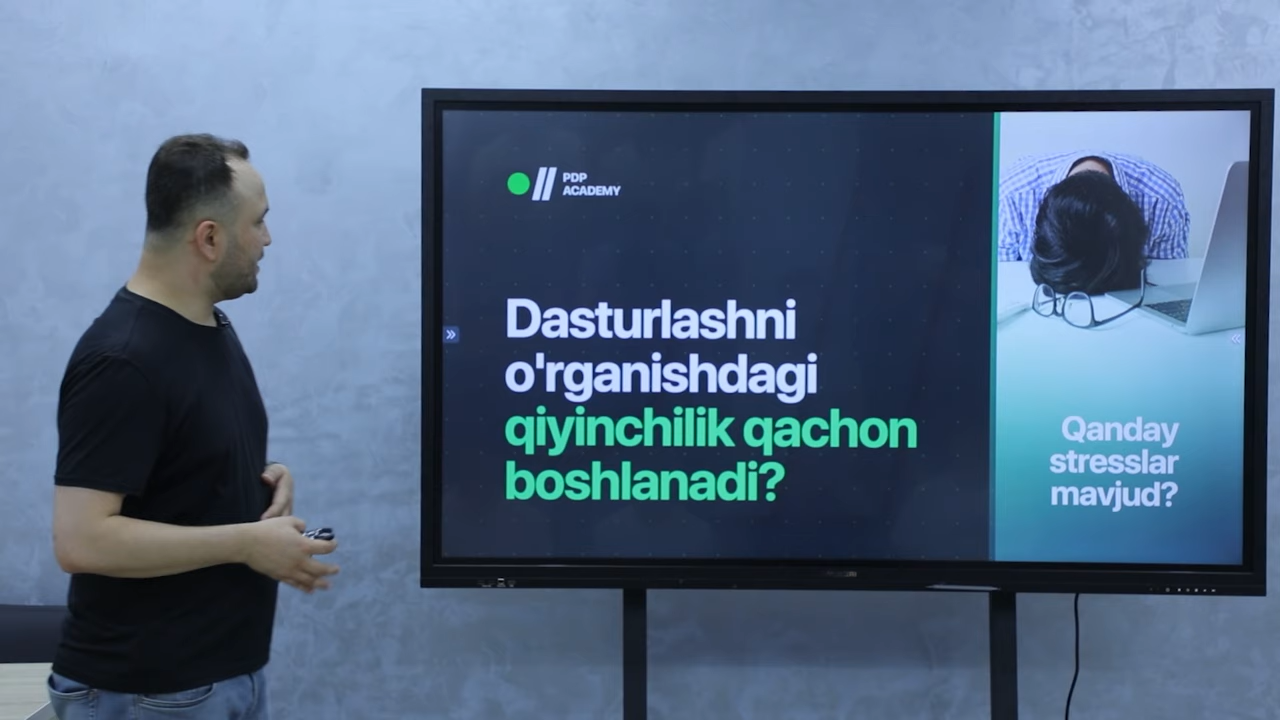 PDP
ACADEMY
Dasturlashni
o'rganishdagi
qiyinchilik qachon
boshlanadi?
Qanday
stresslar
mavjud?